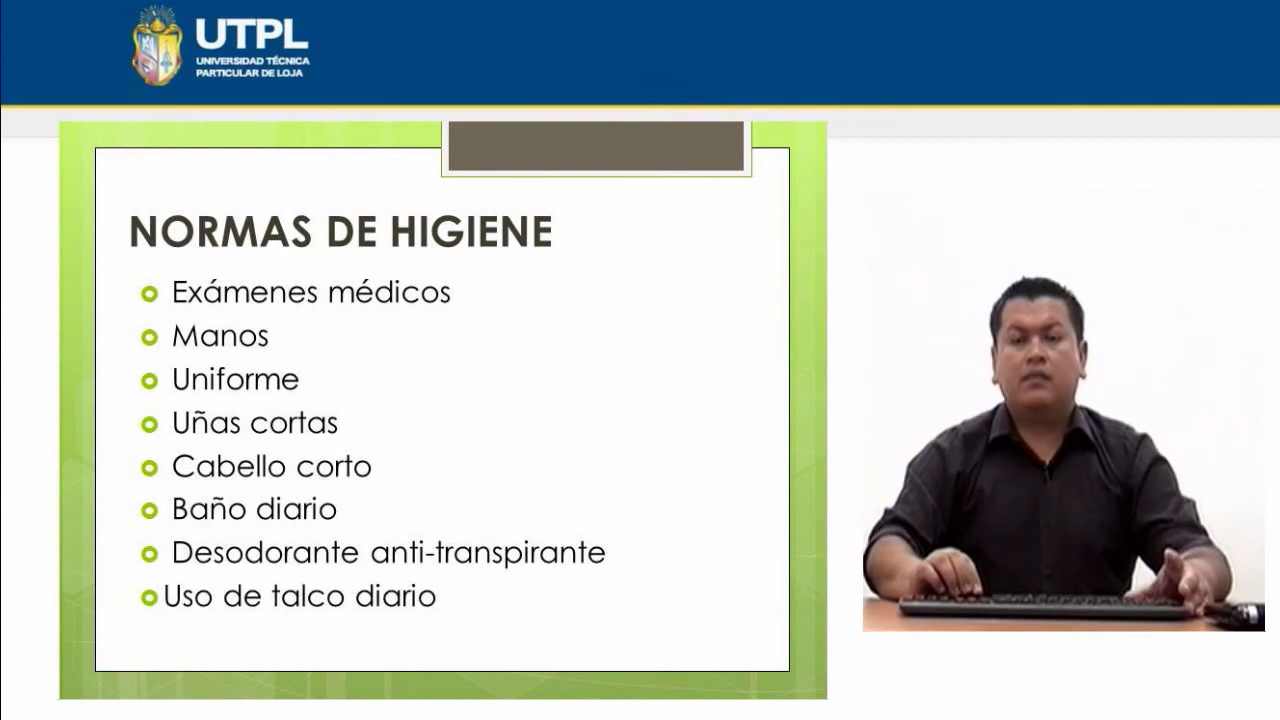 UTPL
UNIVERSIDAD TÉCNICA
PARTICULAR DE LOJA
NORMAS DE HIGIENE
Exámenes médicos
Manos
Uniforme
Uñas cortas
Cabello corto
Baño diario
Desodorante anti-transpirante
Uso de talco diario